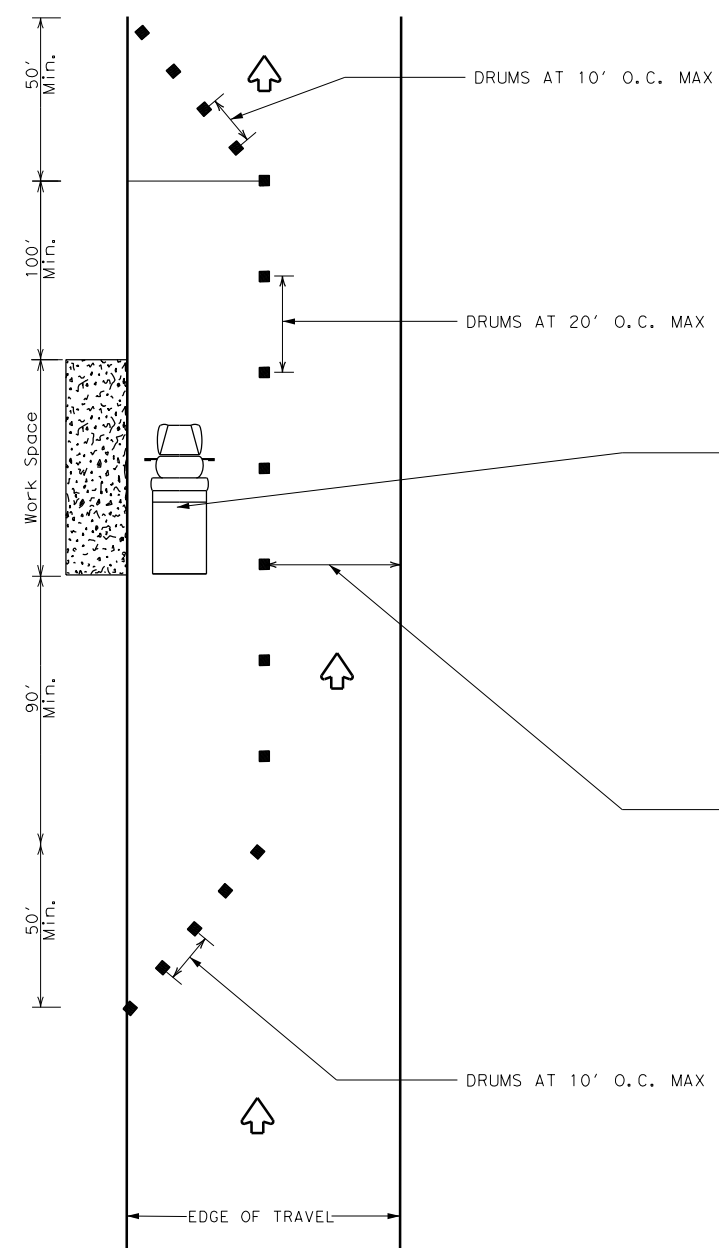 50' Min.
DRUMS AT 10' O.C. MAX
100' Min.
DRUMS AT 20' O.C. MAX
Work Space
90' Min.
50' Min.
DRUMS AT 10' O.C. MAX
EDGE OF TRAVEL